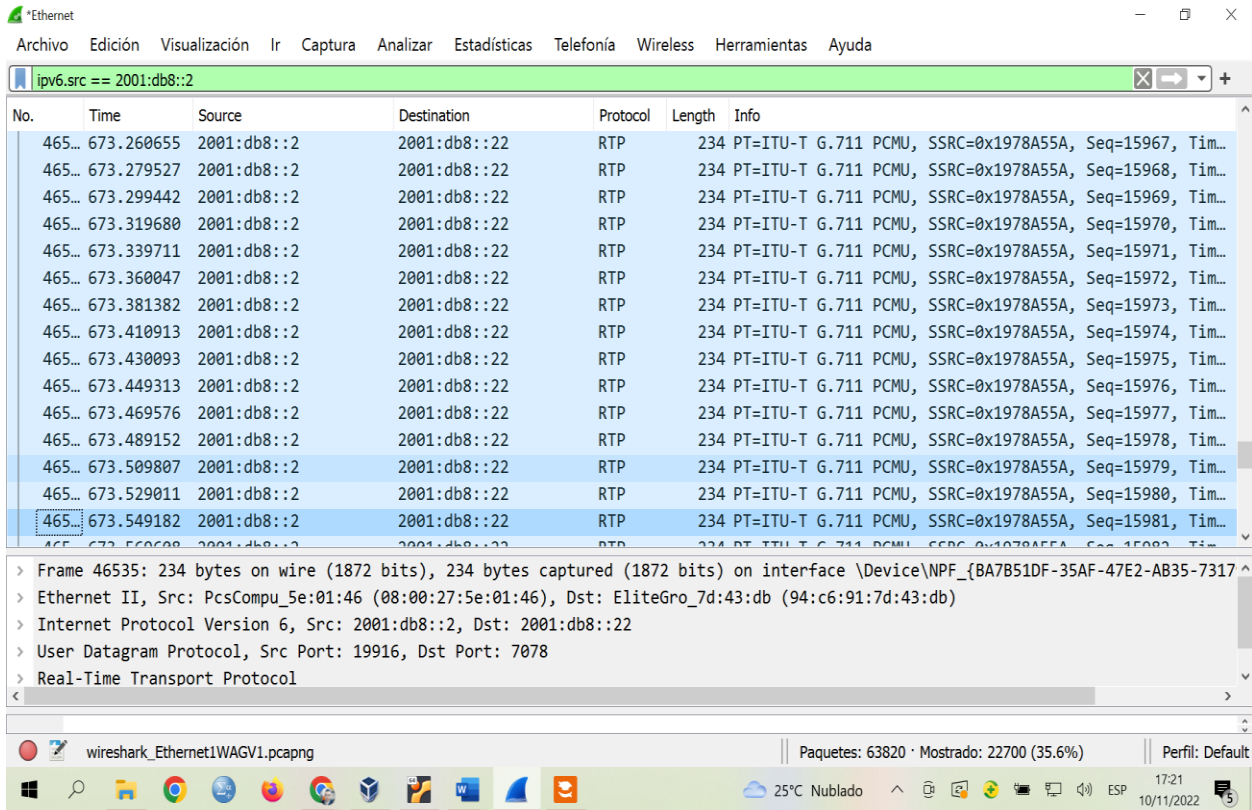 *Ethernet
Archivo Edición Visualización Ir Captura Analizar Estadísticas Telefonía Wireless Herramientas Ayuda
ipv6.src == 2001:db8::2
No. Time Source Destination Protocol Length Info
465… 673.260655 2001:db8::2 2001:db8::22 RTP 234 PT=ITU-T G.711 PCMU, SSRC=0x1978A55A, Seq=15967, Tim…
465… 673.279527 2001:db8::2 2001:db8::22 RTP 234 PT=ITU-T G.711 PCMU, SSRC=0x1978A55A, Seq=15968, Tim…
465… 673.299442 2001:db8::2 2001:db8::22 RTP 234 PT=ITU-T G.711 PCMU, SSRC=0x1978A55A, Seq=15969, Tim…
465… 673.319680 2001:db8::2 2001:db8::22 RTP 234 PT=ITU-T G.711 PCMU, SSRC=0x1978A55A, Seq=15970, Tim…
465… 673.339711 2001:db8::2 2001:db8::22 RTP 234 PT=ITU-T G.711 PCMU, SSRC=0x1978A55A, Seq=15971, Tim…
465… 673.360047 2001:db8::2 2001:db8::22 RTP 234 PT=ITU-T G.711 PCMU, SSRC=0x1978A55A, Seq=15972, Tim…
465… 673.381382 2001:db8::2 2001:db8::22 RTP 234 PT=ITU-T G.711 PCMU, SSRC=0x1978A55A, Seq=15973, Tim…
465… 673.410913 2001:db8::2 2001:db8::22 RTP 234 PT=ITU-T G.711 PCMU, SSRC=0x1978A55A, Seq=15974, Tim…
465… 673.430093 2001:db8::2 2001:db8::22 RTP 234 PT=ITU-T G.711 PCMU, SSRC=0x1978A55A, Seq=15975, Tim…
465… 673.449313 2001:db8::2 2001:db8::22 RTP 234 PT=ITU-T G.711 PCMU, SSRC=0x1978A55A, Seq=15976, Tim…
465… 673.469576 2001:db8::2 2001:db8::22 RTP 234 PT=ITU-T G.711 PCMU, SSRC=0x1978A55A, Seq=15977, Tim…
465… 673.489152 2001:db8::2 2001:db8::22 RTP 234 PT=ITU-T G.711 PCMU, SSRC=0x1978A55A, Seq=15978, Tim…
465… 673.509807 2001:db8::2 2001:db8::22 RTP 234 PT=ITU-T G.711 PCMU, SSRC=0x1978A55A, Seq=15979, Tim…
465… 673.529011 2001:db8::2 2001:db8::22 RTP 234 PT=ITU-T G.711 PCMU, SSRC=0x1978A55A, Seq=15980, Tim…
465… 673.549182 2001:db8::2 2001:db8::22 RTP 234 PT=ITU-T G.711 PCMU, SSRC=0x1978A55A, Seq=15981, Tim…
Frame 46535: 234 bytes on wire (1872 bits), 234 bytes captured (1872 bits) on interface \Device\NPF_{BA7B51DF-35AF-47E2-AB35-7317
Ethernet II, Src: PcsCompu_5e:01:46 (08:00:27:5e:01:46), Dst: EliteGro_7d:43:db (94:c6:91:7d:43:db)
Internet Protocol Version 6, Src: 2001:db8::2, Dst: 2001:db8::22
User Datagram Protocol, Src Port: 19916, Dst Port: 7078
Real-Time Transport Protocol
wireshark_Ethernet1WAGV1.pcapng Paquetes: 63820 · Mostrado: 22700 (35.6%) Perfil: Default
25°C Nublado ESP 17:21
10/11/2022 5